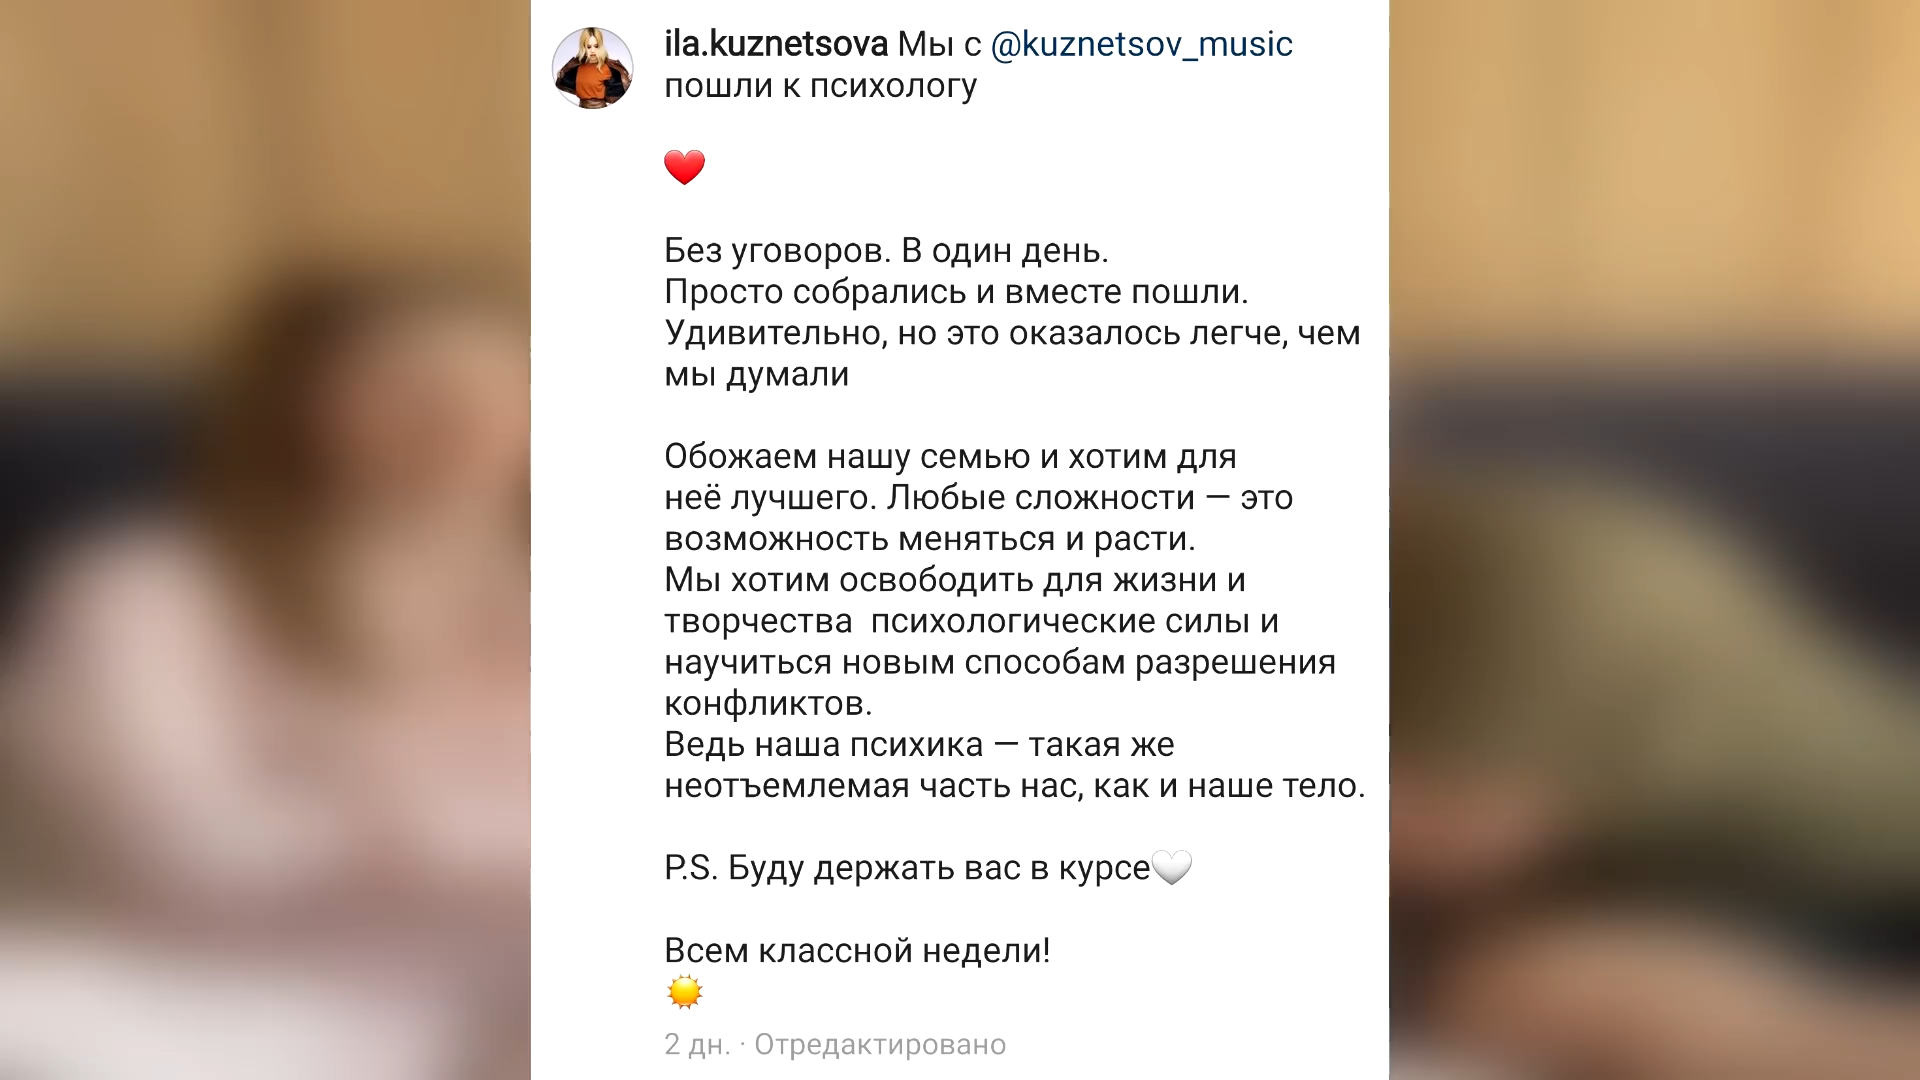 ila.kuznetsova Мы с @kuznetsov_music
пошли к психологу
❤️
Без уговоров. В один день.
Просто собрались и вместе пошли.
Удивительно, но это оказалось легче, чем
мы думали
Обожаем нашу семью и хотим для
неё лучшего. Любые сложности — это
возможность меняться и расти.
Мы хотим освободить для жизни и
творчества  психологические силы и
научиться новым способам разрешения
конфликтов.
Ведь наша психика — такая же
неотъемлемая часть нас, как и наше тело.
P.S. Буду держать вас в курсе🤍
Всем классной недели!
☀️
2 дн. · Отредактировано